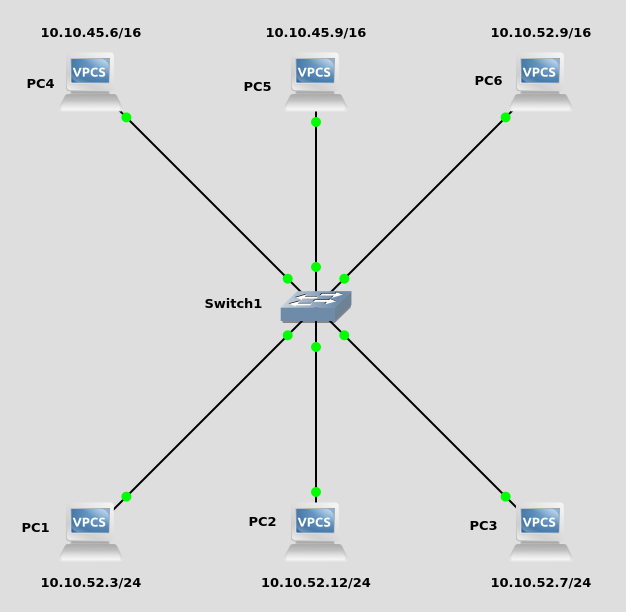 10.10.45.6/16
10.10.45.9/16
10.10.52.9/16
VPCS
VPCS
VPCS
PC4
PC5
PC6
Switch1
VPCS
VPCS
VPCS
PC1
PC2
PC3
10.10.52.3/24
10.10.52.12/24
10.10.52.7/24